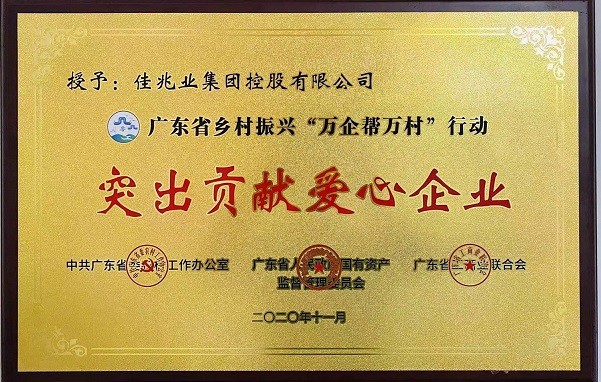 授予：佳兆业集团控股有限公司
广东省乡村振兴“万企帮万村”行动
突出贡献爱心企业
中共广东省 工作办公室 广东省人民 国有资产 广东省 联合会
监督管理委员会
二〇二〇年十一月